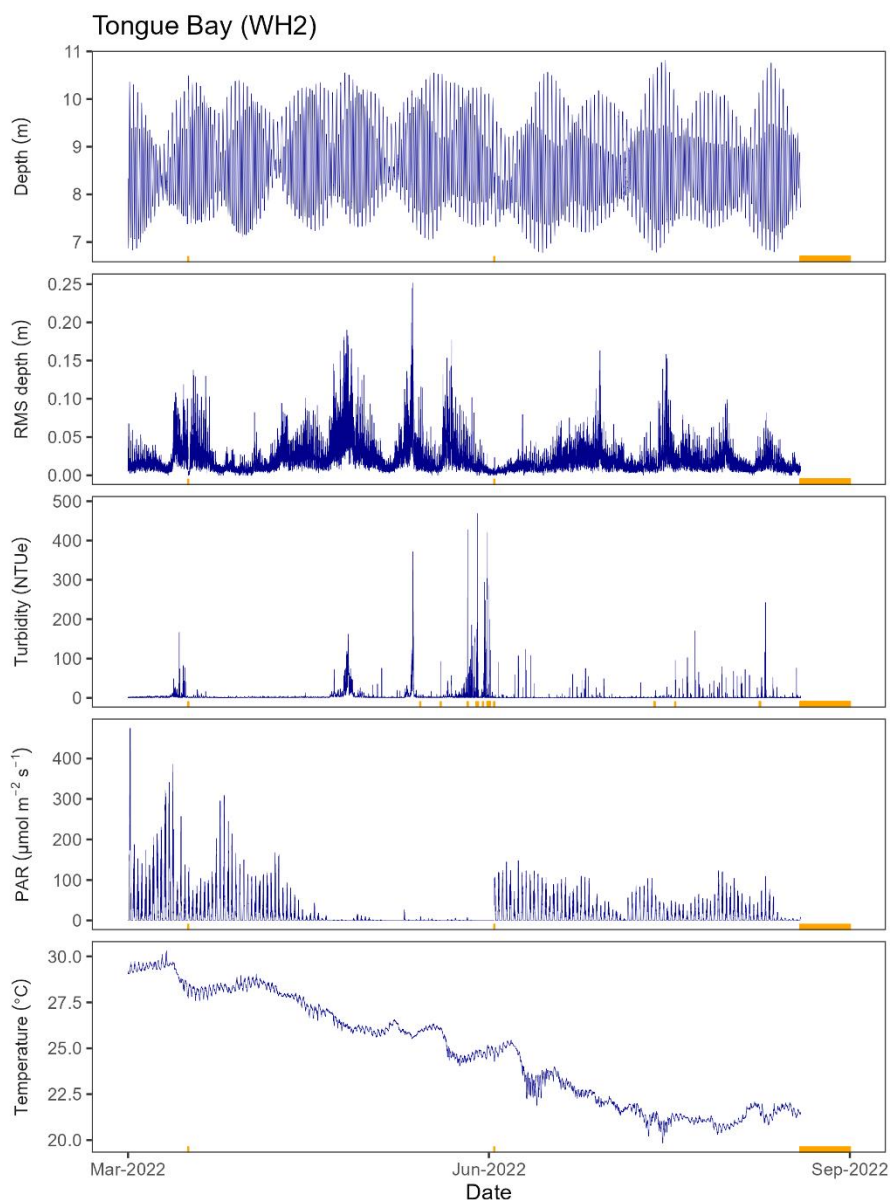 Tongue Bay (WH2)
11
10
9
8
7
Depth (m)
0.25
0.20
0.15
0.10
0.05
0.00
RMS depth (m)
500
400
300
200
100
0
Turbidity (NTUe)
400
300
200
100
0
PAR (µmol m⁻² s⁻¹)
30.0
27.5
25.0
22.5
20.0
Temperature (°C)
Mar-2022
Jun-2022
Sep-2022
Date